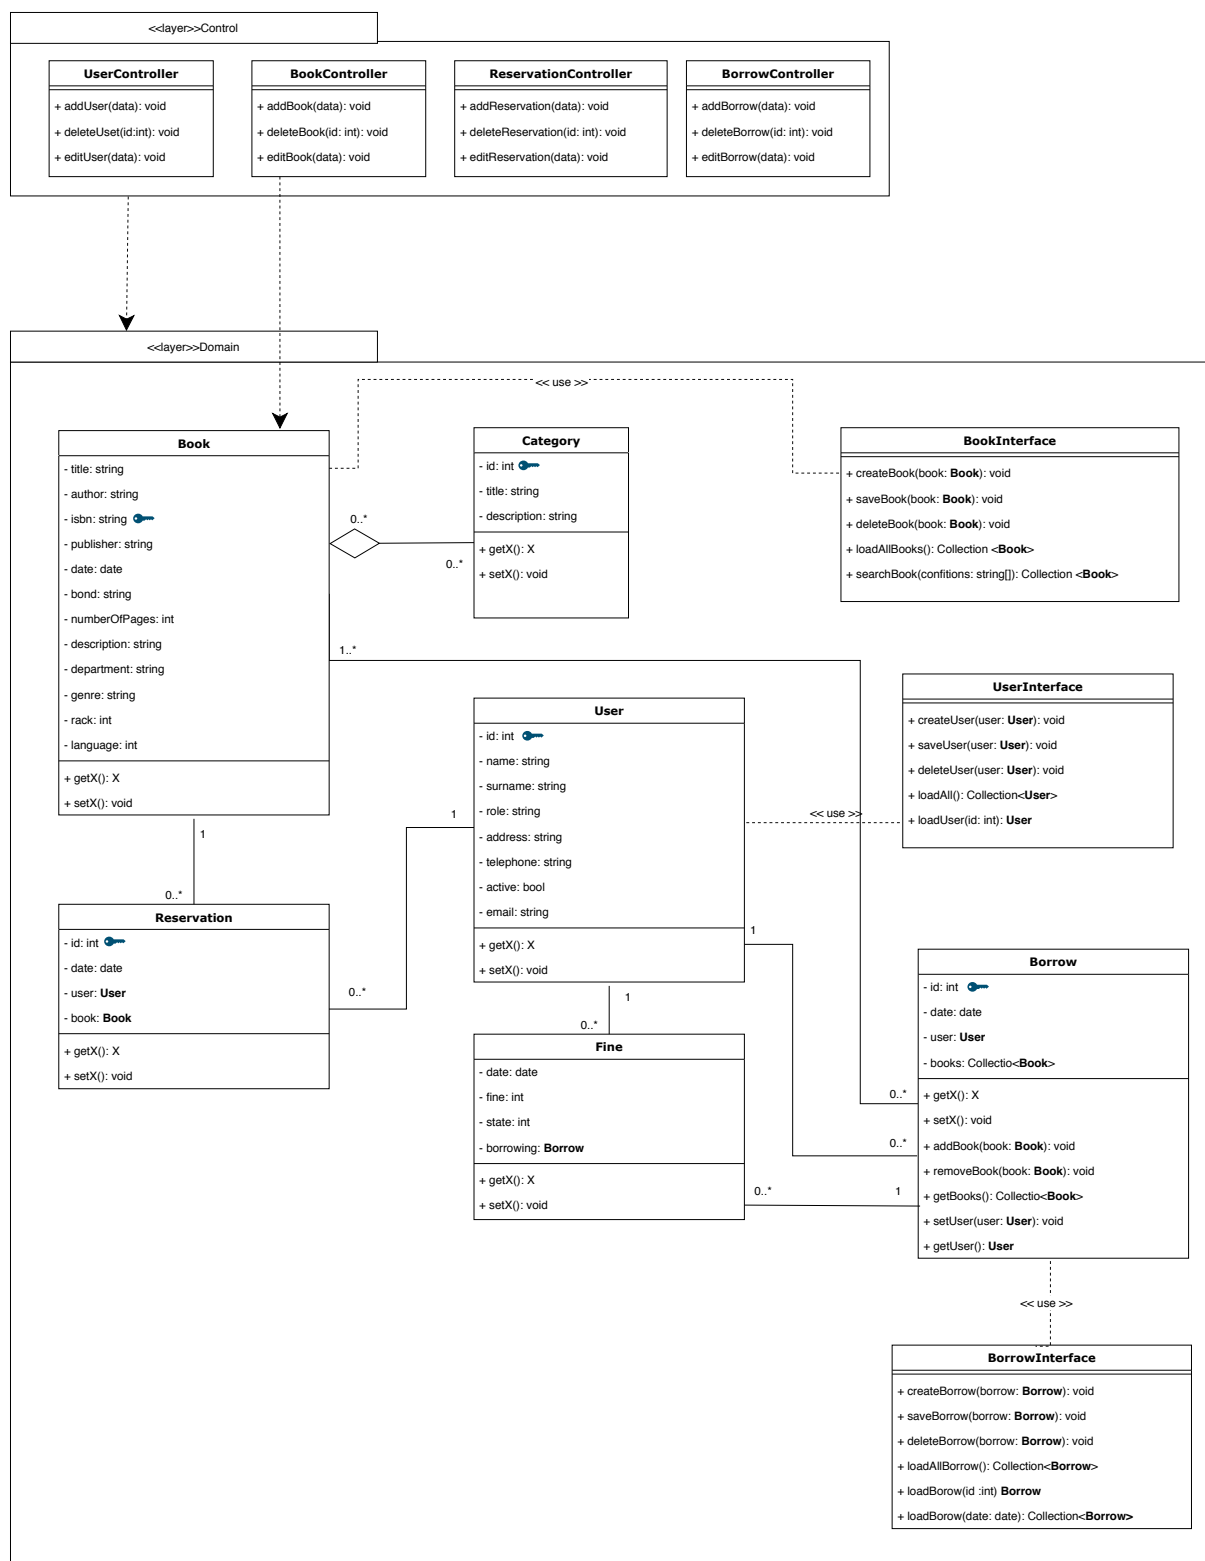 <<layer>>Control
UserController
+ addUser(data): void
+ deleteUset(id:int): void
+ editUser(data): void
BookController
+ addBook(data): void
+ deleteBook(id: int): void
+ editBook(data): void
ReservationController
+ addReservation(data): void
+ deleteReservation(id: int): void
+ editReservation(data): void
BorrowController
+ addBorrow(data): void
+ deleteBorrow(id: int): void
+ editBorrow(data): void
<<layer>>Domain
<< use >>
Book
- title: string
- author: string
- isbn: string
- publisher: string
- date: date
- bond: string
- numberOfPages: int
- description: string
- department: string
- genre: string
- rack: int
- language: int
+ getX(): X
+ setX(): void
0..*
0..*
Category
- id: int
- title: string
- description: string
+ getX(): X
+ setX(): void
BookInterface
+ createBook(book: Book): void
+ saveBook(book: Book): void
+ deleteBook(book: Book): void
+ loadAllBooks(): Collection <Book>
+ searchBook(confitions: string[]): Collection <Book>
1..*
User
- id: int
- name: string
- surname: string
- role: string
- address: string
- telephone: string
- active: bool
- email: string
+ getX(): X
+ setX(): void
<< use >>
UserInterface
+ createUser(user: User): void
+ saveUser(user: User): void
+ deleteUser(user: User): void
+ loadAll(): Collection<User>
+ loadUser(id: int): User
1
1
0..*
Reservation
- id: int
- date: date
- user: User
- book: Book
+ getX(): X
+ setX(): void
0..*
1
1
0..*
Fine
- date: date
- fine: int
- state: int
- borrowing: Borrow
+ getX(): X
+ setX(): void
Borrow
- id: int
- date: date
- user: User
- books: Collectio<Book>
+ getX(): X
+ setX(): void
+ addBook(book: Book): void
+ removeBook(book: Book): void
+ getBooks(): Collectio<Book>
+ setUser(user: User): void
+ getUser(): User
0..*
0..*
0..*
1
<< use >>
BorrowInterface
+ createBorrow(borrow: Borrow): void
+ saveBorrow(borrow: Borrow): void
+ deleteBorrow(borrow: Borrow): void
+ loadAllBorrow(): Collection<Borrow>
+ loadBorow(id :int) Borrow
+ loadBorow(date: date): Collection<Borrow>